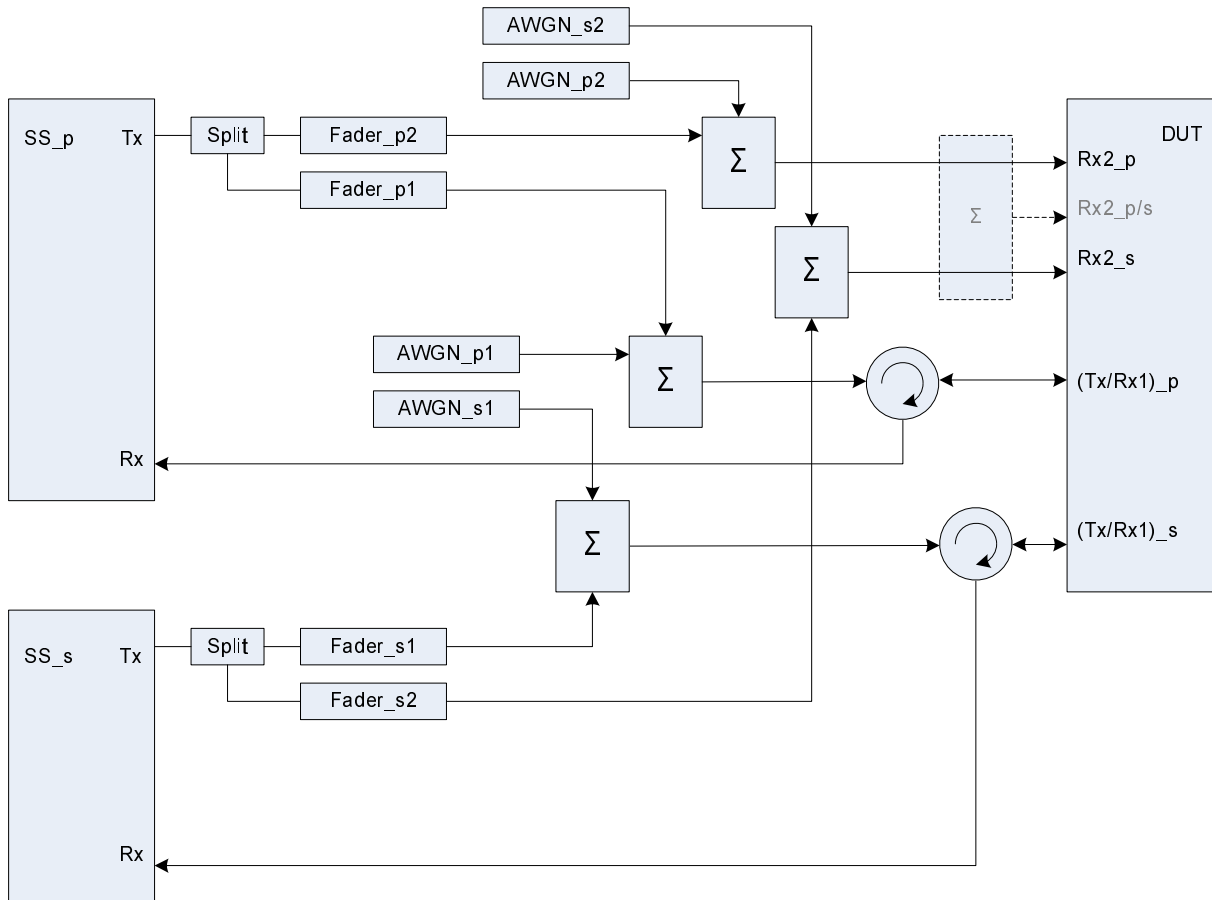 AWGN_s2
AWGN_p2
SS_p
Tx
Split
Fader_p2
Fader_p1
Σ
DUT
Rx2_p
Σ
Rx2_p/s
Σ
Rx2_s
AWGN_p1
Σ
(Tx/Rx1)_p
AWGN_s1
Rx
Σ
(Tx/Rx1)_s
SS_s
Tx
Split
Fader_s1
Fader_s2
Rx